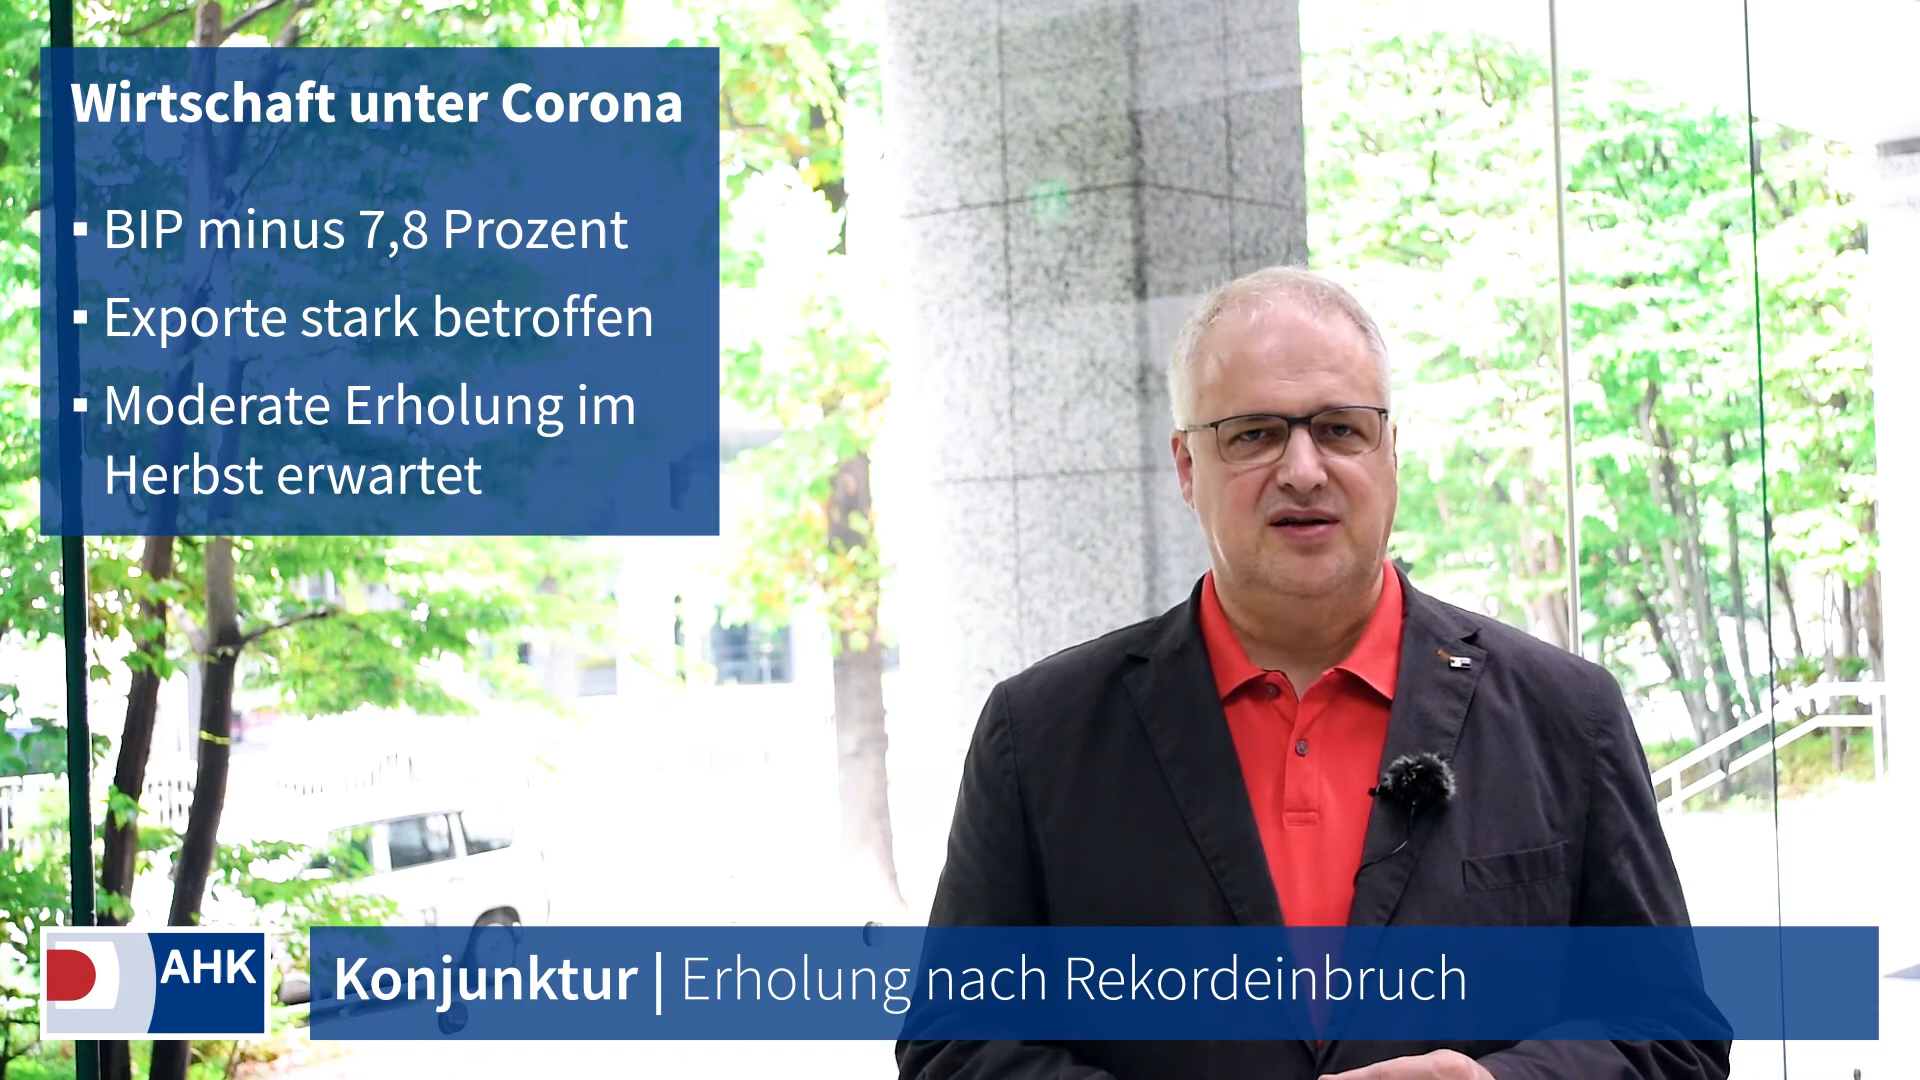 Wirtschaft unter Corona
▪ BIP minus 7,8 Prozent
▪ Exporte stark betroffen
▪ Moderate Erholung im
Herbst erwartet
AHK
Konjunktur | Erholung nach Rekordeinbruch